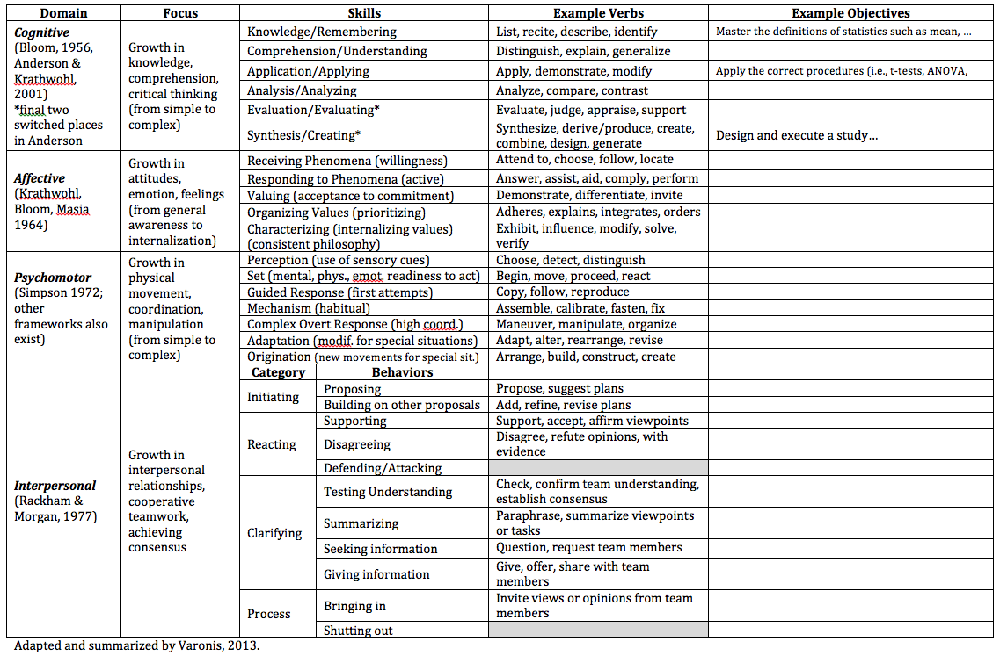 Domain Focus Skills Example Verbs Example Objectives
Cognitive
(Bloom, 1956,
Anderson &
Krathwohl,
2001)
*final two
switched places
in Anderson
Growth in
knowledge,
comprehension,
critical thinking
(from simple to
complex)
Knowledge/Remembering
List, recite, describe, identify
Master the definitions of statistics such as mean, …
Comprehension/Understanding
Distinguish, explain, generalize
Application/Applying
Apply, demonstrate, modify
Apply the correct procedures (i.e., t-tests, ANOVA,
Analysis/Analyzing
Analyze, compare, contrast
Evaluation/Evaluating*
Evaluate, judge, appraise, support
Synthesis/Creating*
Synthesize, derive/produce, create,
combine, design, generate
Design and execute a study…
Affective
(Krathwohl,
Bloom, Masia
1964)
Growth in
attitudes,
emotion, feelings
(from general
awareness to
internalization)
Receiving Phenomena (willingness)
Attend to, choose, follow, locate
Responding to Phenomena (active)
Answer, assist, aid, comply, perform
Valuing (acceptance to commitment)
Demonstrate, differentiate, invite
Organizing Values (prioritizing)
Adheres, explains, integrates, orders
Characterizing (internalizing values)
(consistent philosophy)
Exhibit, influence, modify, solve,
verify
Psychomotor
(Simpson 1972;
other
frameworks also
exist)
Growth in
physical
movement,
coordination,
manipulation
(from simple to
complex)
Perception (use of sensory cues)
Choose, detect, distinguish
Set (mental, phys., emot. readiness to act)
Begin, move, proceed, react
Guided Response (first attempts)
Copy, follow, reproduce
Mechanism (habitual)
Assemble, calibrate, fasten, fix
Complex Overt Response (high coord.)
Maneuver, manipulate, organize
Adaptation (modif. for special situations)
Adapt, alter, rearrange, revise
Origination (new movements for special sit.)
Arrange, build, construct, create
Interpersonal
(Rackham &
Morgan, 1977)
Growth in
interpersonal
relationships,
cooperative
teamwork,
achieving
consensus
Category Behaviors
Initiating
Proposing
Propose, suggest plans
Building on other proposals
Add, refine, revise plans
Reacting
Supporting
Support, accept, affirm viewpoints
Disagreeing
Disagree, refute opinions, with
evidence
Defending/Attacking
Clarifying
Testing Understanding
Check, confirm team understanding,
establish consensus
Summarizing
Paraphrase, summarize viewpoints
or tasks
Seeking information
Question, request team members
Giving information
Give, offer, share with team
members
Process
Bringing in
Invite views or opinions from team
members
Shutting out
Adapted and summarized by Varonis, 2013.